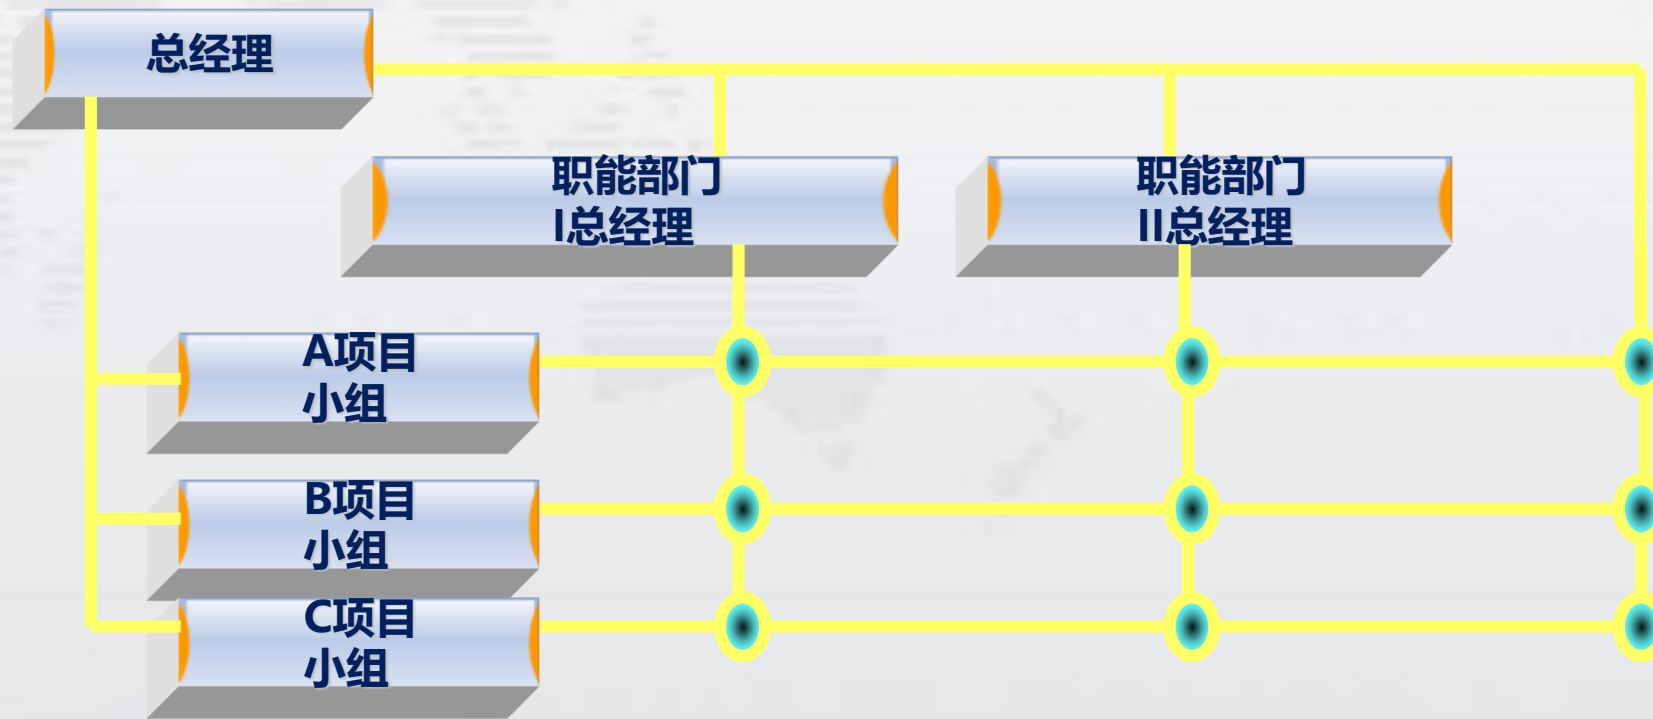 总经理
职能部门
I总经理
职能部门
II总经理
A项目
小组
B项目
小组
C项目
小组